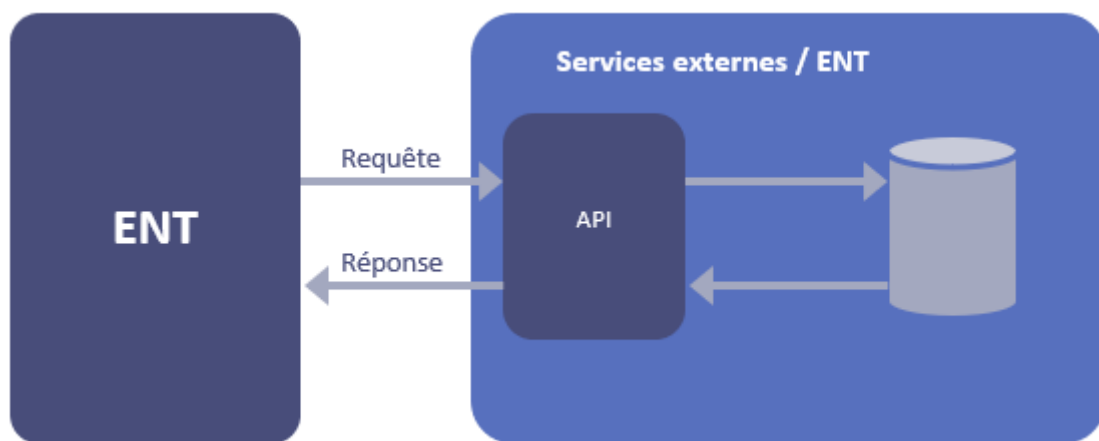 Services externes / ENT
Requête
ENT
API
Réponse